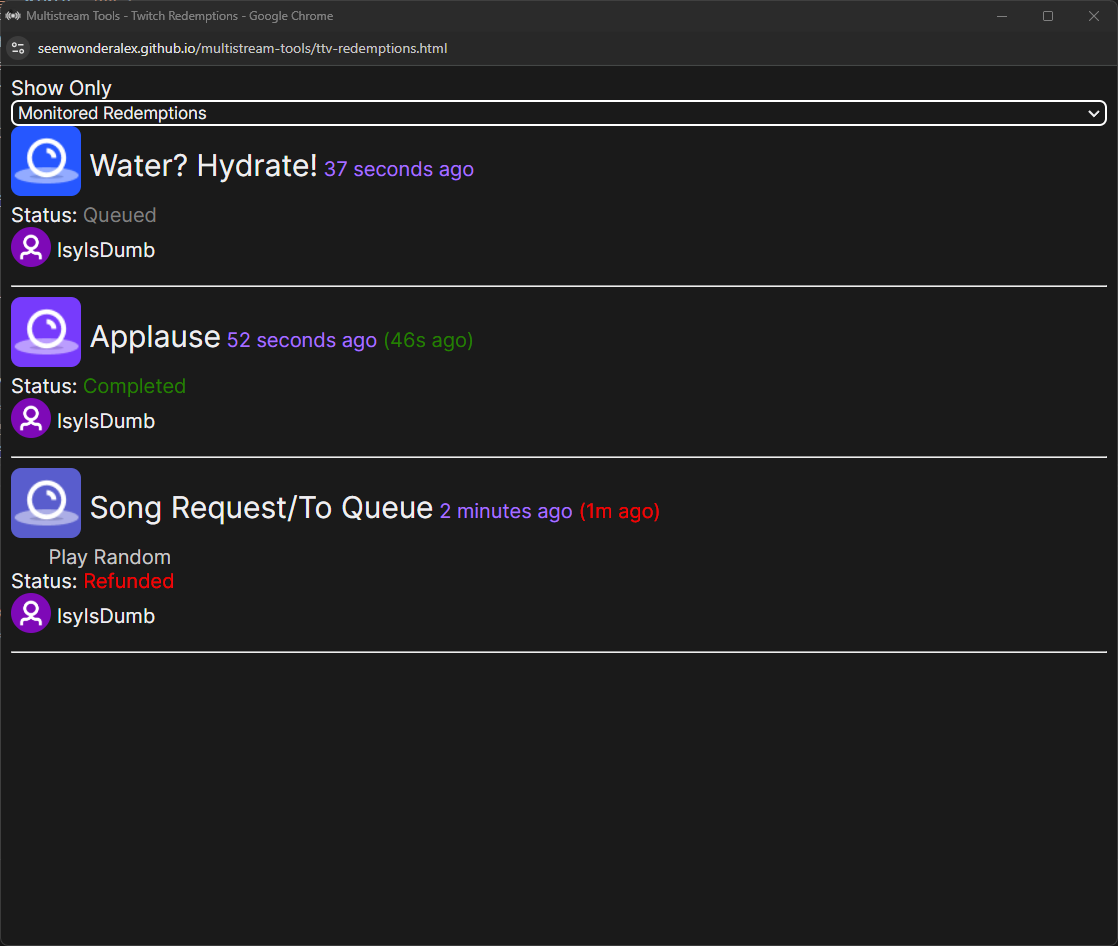 Multistream Tools - Twitch Redemptions - Google Chrome
seenwonderalex.github.io/multistream-tools/ttv-redemptions.html
Show Only
Monitored Redemptions
Water? Hydrate! 37 seconds ago
Status: Queued
IsyIsDumb
Applause 52 seconds ago (46s ago)
Status: Completed
IsyIsDumb
Song Request/To Queue 2 minutes ago (1m ago)
Play Random
Status: Refunded
IsyIsDumb